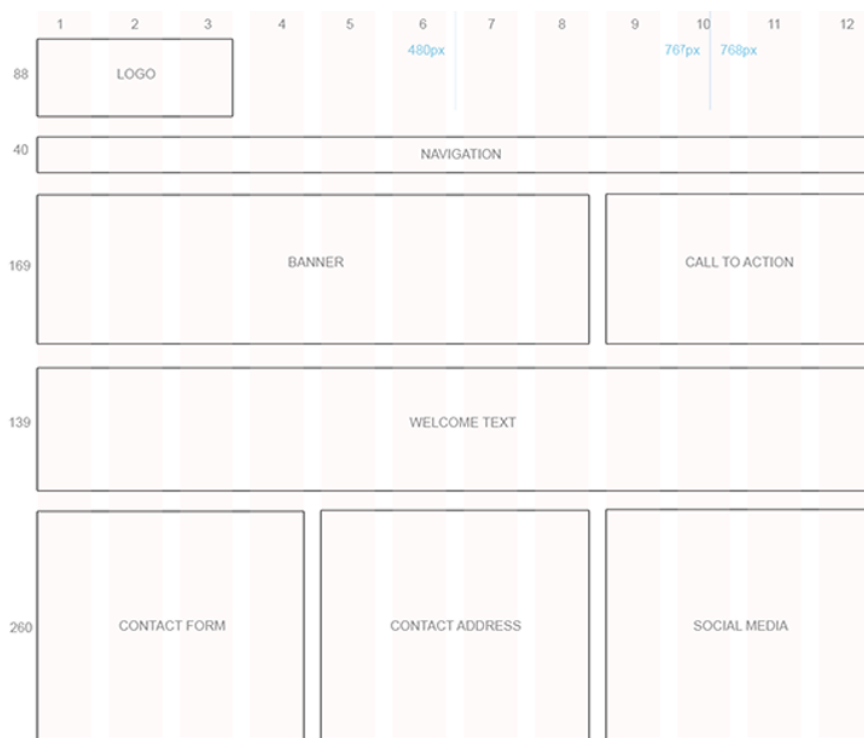 1 2 3 4 5 6 7 8 9 10 11 12
480px 767px 768px
88 LOGO
40 NAVIGATION
169 BANNER CALL TO ACTION
139 WELCOME TEXT
260 CONTACT FORM CONTACT ADDRESS SOCIAL MEDIA